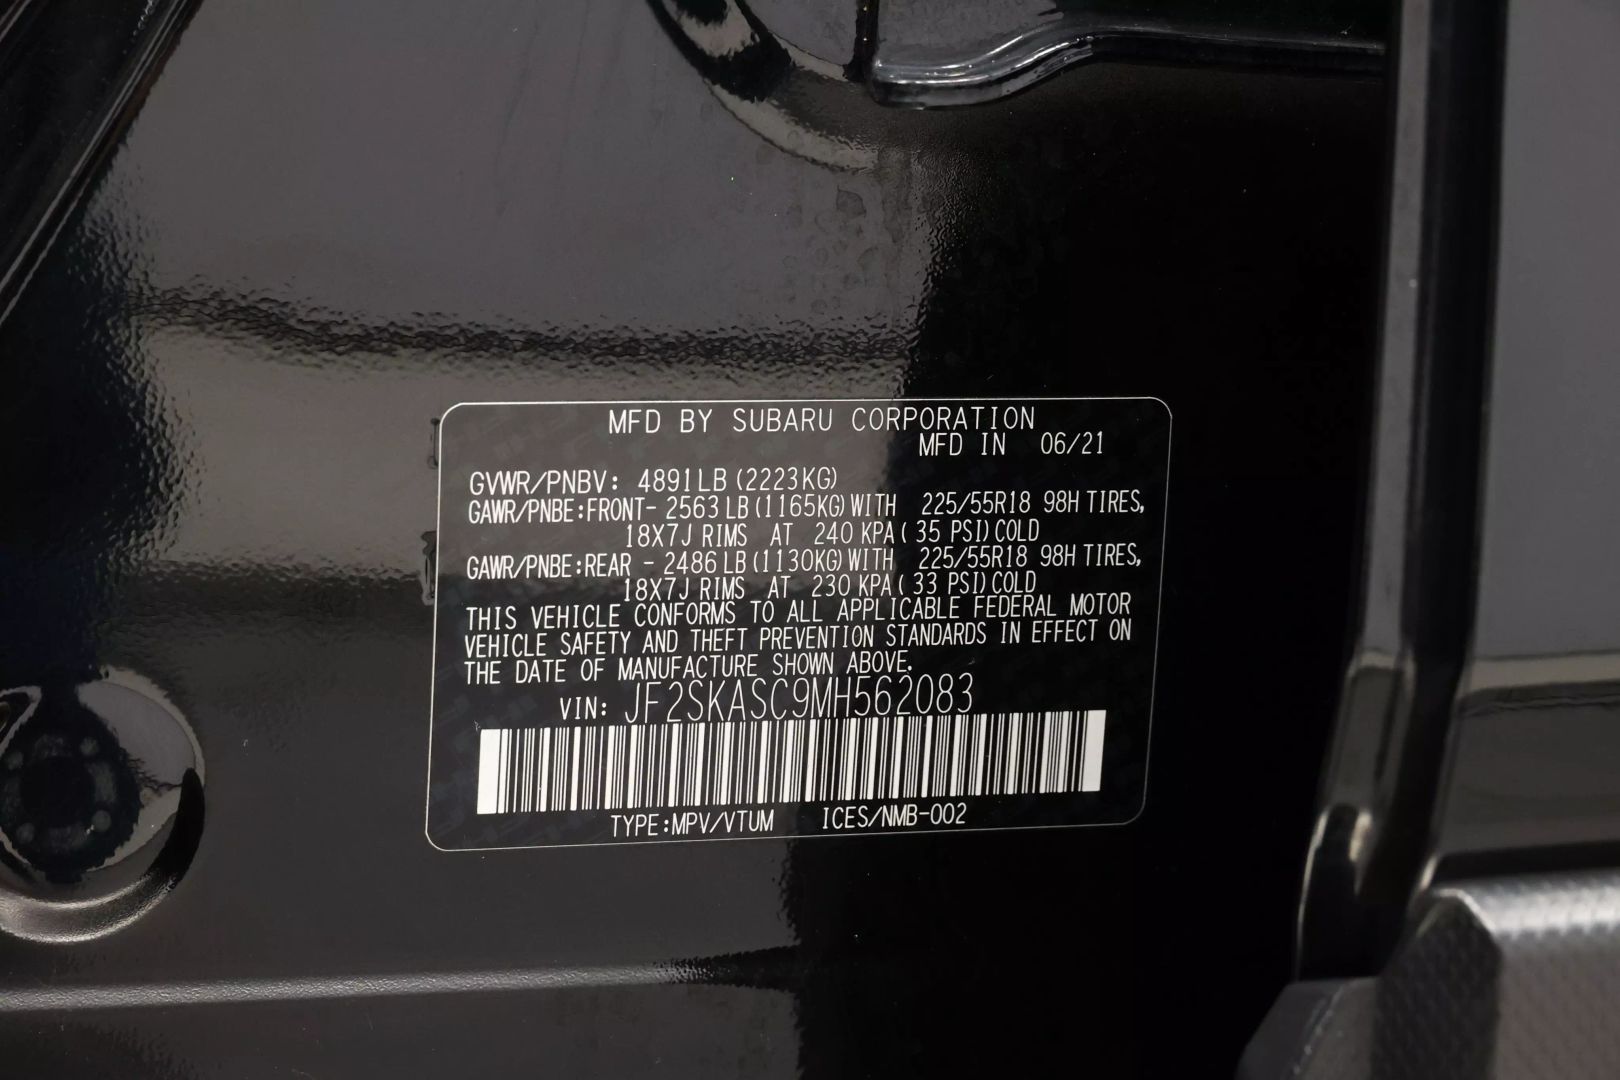 MFD BY SUBARU CORPORATION
MFD IN 06/21
GVWR/PNBV: 4891LB (2223KG)
GAWR/PNBE:FRONT- 2563 LB (1165KG) WITH 225/55R18 98H TIRES,
18X7J RIMS AT 240 KPA ( 35 PSI) COLD
GAWR/PNBE:REAR - 2486 LB (1130KG) WITH 225/55R18 98H TIRES,
18X7J RIMS AT 230 KPA ( 33 PSI) COLD
THIS VEHICLE CONFORMS TO ALL APPLICABLE FEDERAL MOTOR
VEHICLE SAFETY AND THEFT PREVENTION STANDARDS IN EFFECT ON
THE DATE OF MANUFACTURE SHOWN ABOVE.
VIN: JF2SKASC9MH562083
TYPE:MPV/VTUM ICES/NMB-002